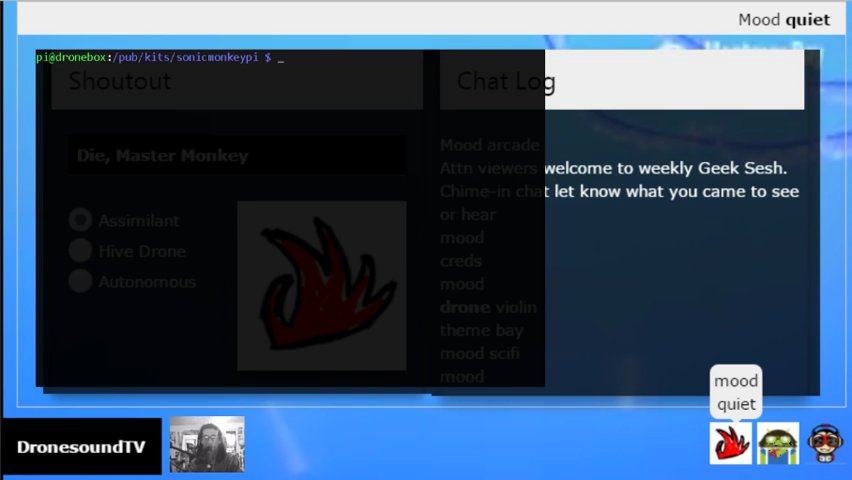 Mood quiet
pi@dronebox:/pub/kits/sonicmonkeypi $ _
Shoutout
Die, Master Monkey
Assimilant
Hive Drone
Autonomous
Chat Log
Mood arcade
Attn viewers welcome to weekly Geek Sesh.
Chime-in chat let know what you came to see
or hear
mood
creds
mood
drone violin
theme bay
mood scifi
mood
mood
quiet
DronesoundTV